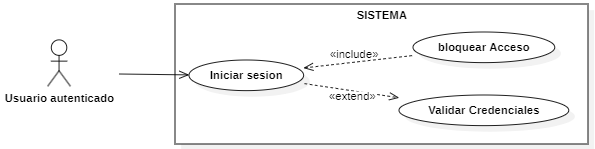 SISTEMA
bloquear Acceso
«include»
Iniciar sesion
Usuario autenticado
«extend»
Validar Credenciales